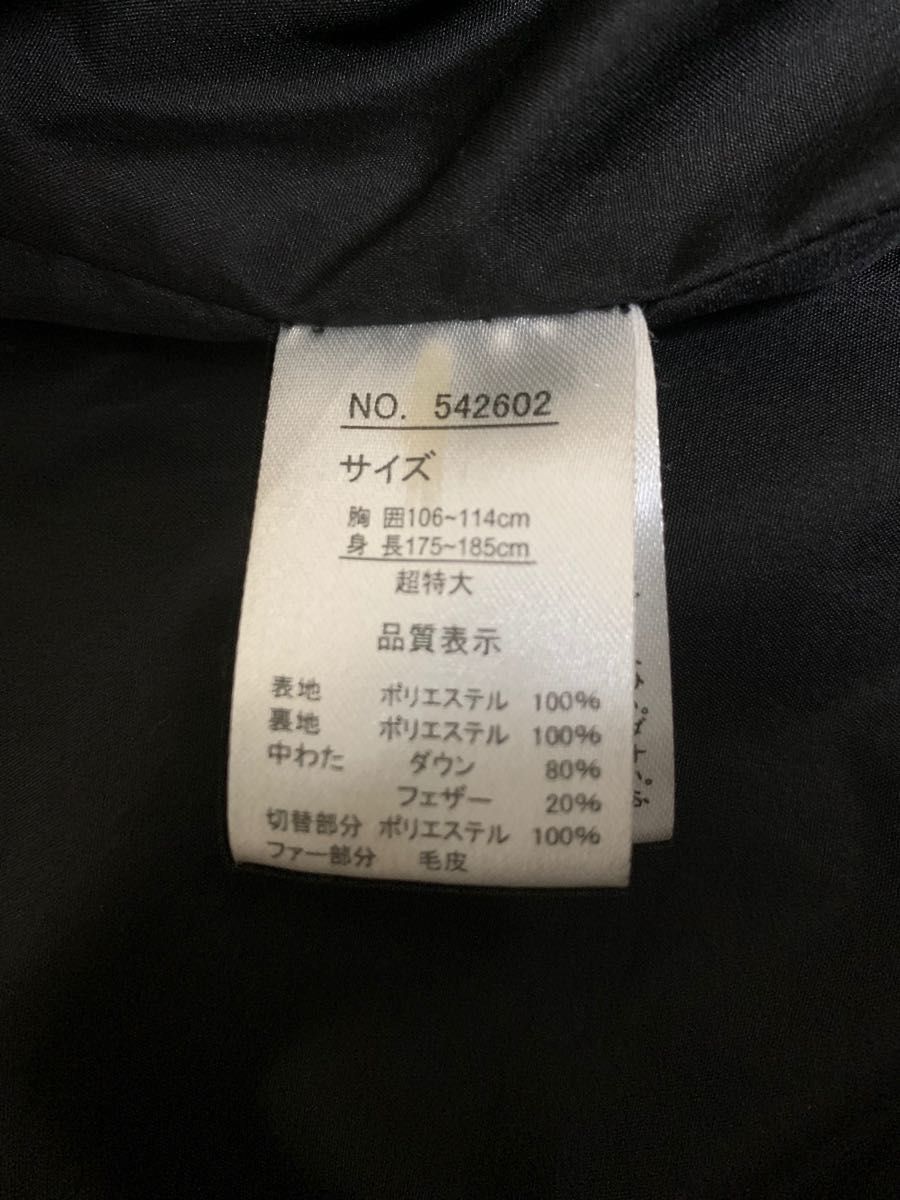 NO. 542602
サイズ
胸 囲106~114cm
身 長175~185cm
超特大
品質表示
表地 ポリエステル 100%
裏地 ポリエステル 100%
中わた ダウン 80%
フェザー 20%
切替部分 ポリエステル 100%
ファー部分 毛皮